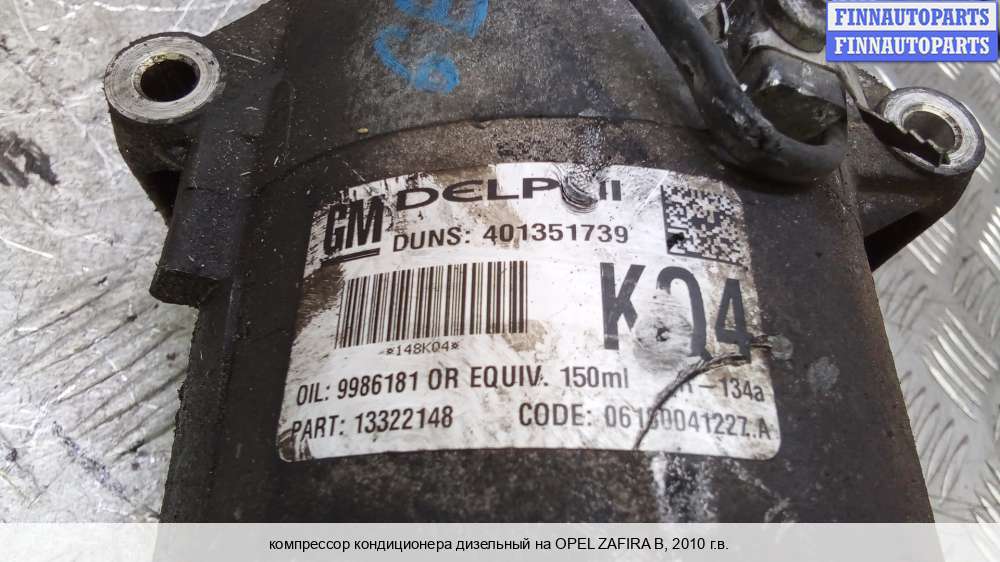 FINNAUTOPARTS
FINNAUTOPARTS
GM DELPHI
DUNS: 401351739
*148K04*
K04
OIL: 9986181 OR EQUIV. 150ml -134a
PART: 13322148 CODE:
компрессор кондиционера дизельный на OPEL ZAFIRA B, 2010 г.в.